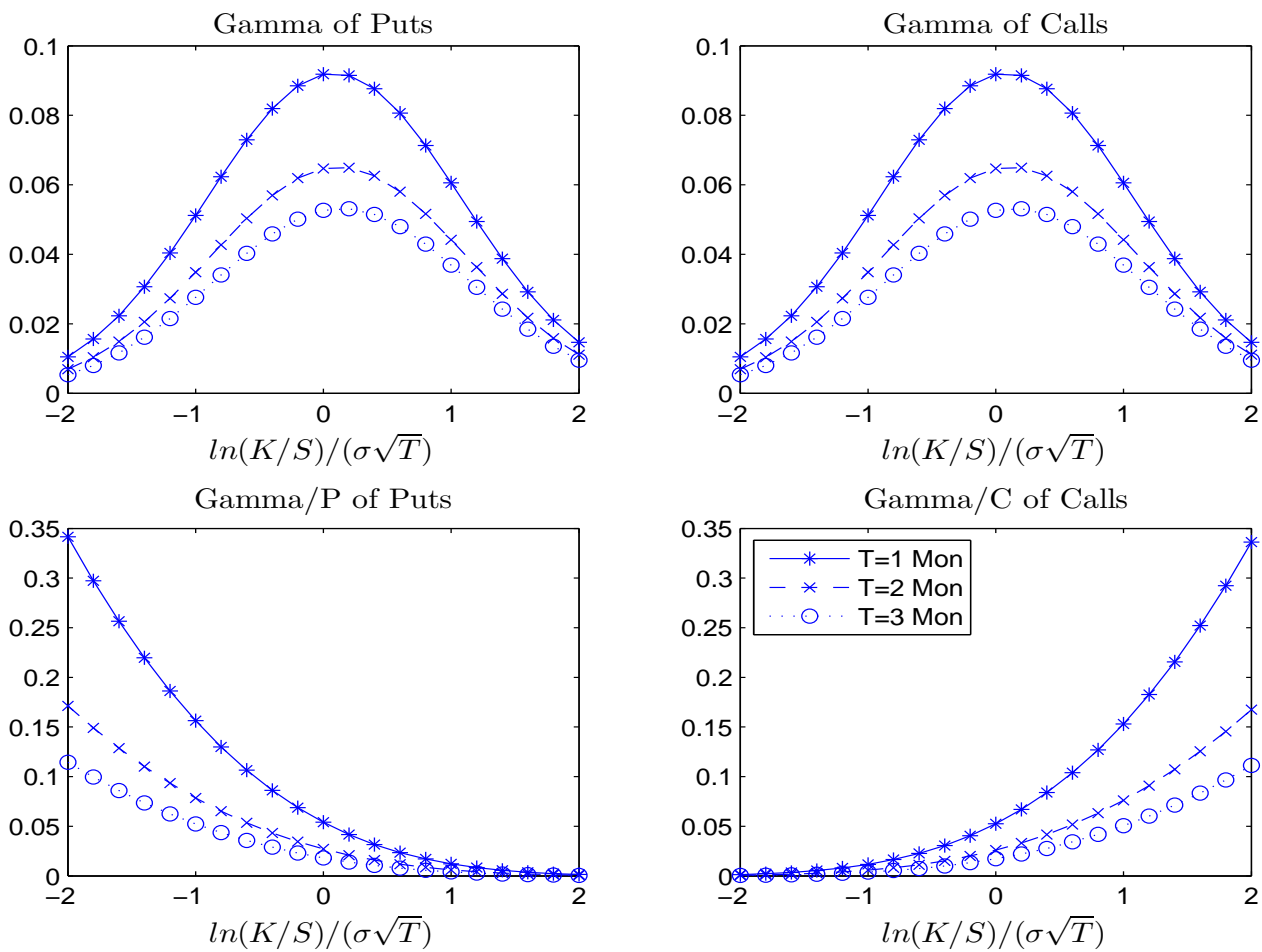 Gamma of Puts
0.1
0.08
0.06
0.04
0.02
0
−2 −1 0 1 2
ln(K/S)/(σ√T)
Gamma of Calls
0.1
0.08
0.06
0.04
0.02
0
−2 −1 0 1 2
ln(K/S)/(σ√T)
Gamma/P of Puts
0.35
0.3
0.25
0.2
0.15
0.1
0.05
0
−2 −1 0 1 2
ln(K/S)/(σ√T)
Gamma/C of Calls
0.35
0.3
0.25
0.2
0.15
0.1
0.05
0
T=1 Mon
T=2 Mon
T=3 Mon
−2 −1 0 1 2
ln(K/S)/(σ√T)